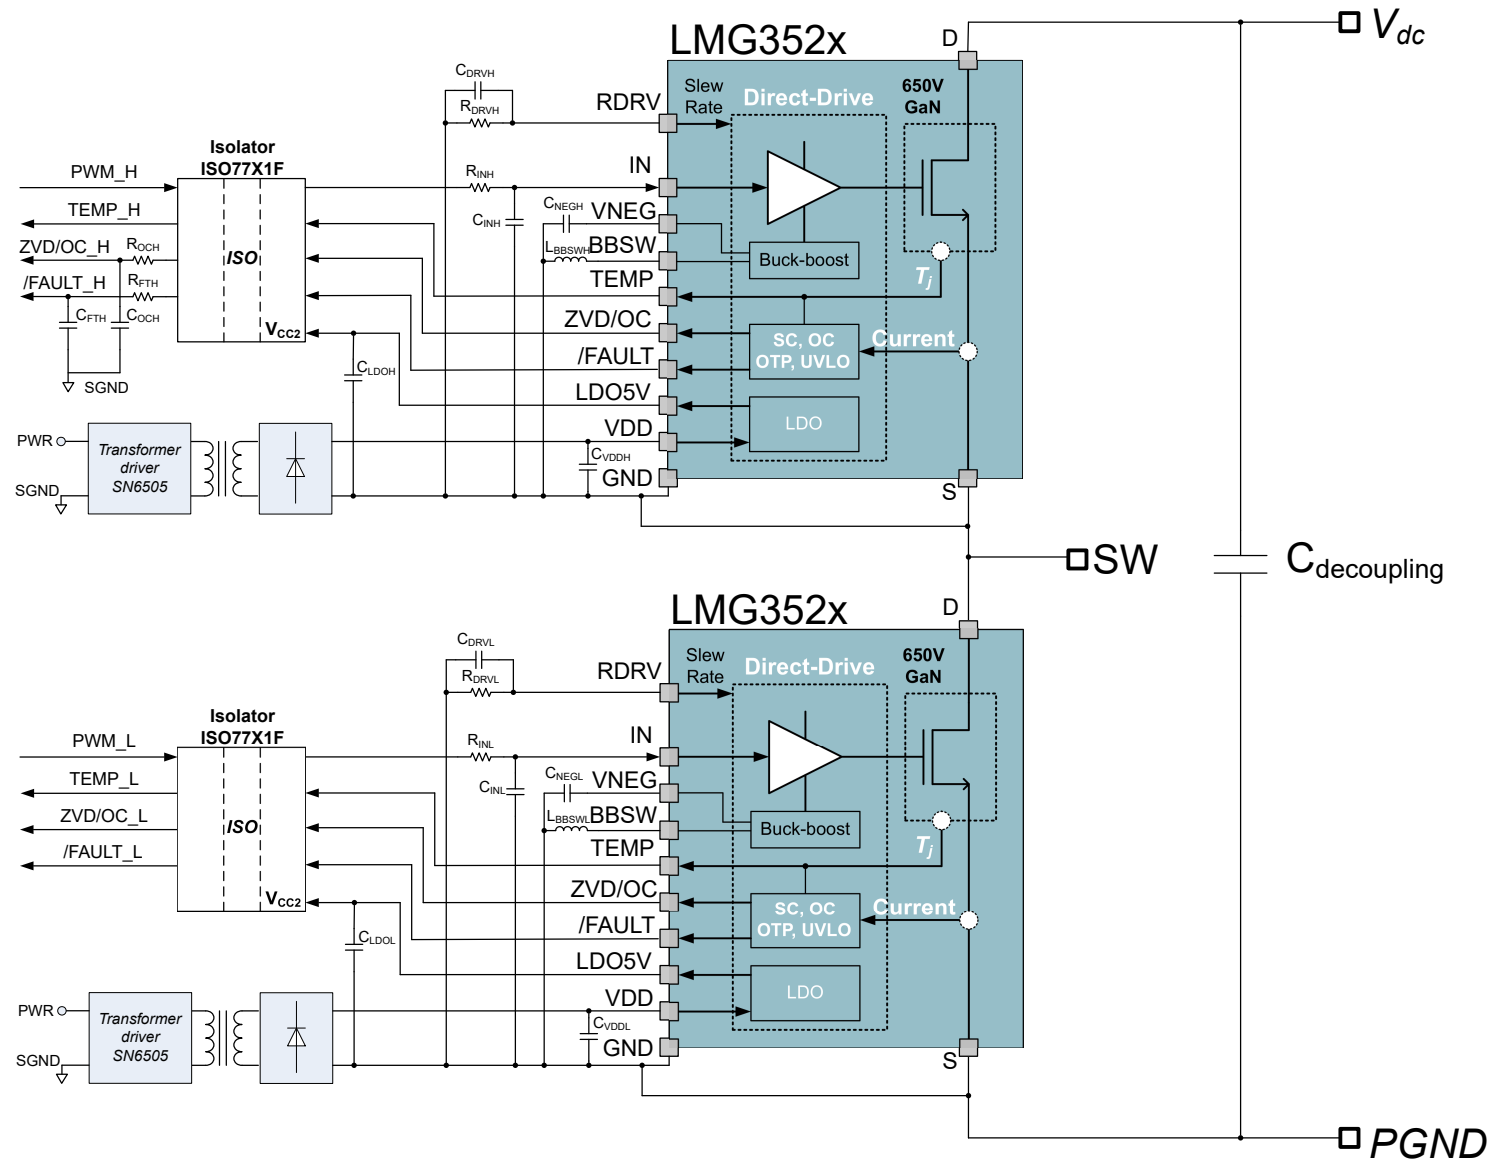 LMG352x
D
Vdc
CDRVH
RDRVH
RDRV
Slew
Rate
Direct-Drive
650V
GaN
Isolator
ISO77X1F
PWM_H
TEMP_H
ZVD/OC_H
/FAULT_H
ROCH
RFTH
CFTH
COCH
SGND
ISO
VCC2
RINH
CINH
IN
CNEGH
VNEG
LBBSWH
BBSW
Buck-boost
Tj
TEMP
ZVD/OC
SC, OC
OTP, UVLO
Current
/FAULT
CLDOH
LDO5V
LDO
VDD
PWR
SGND
Transformer
driver
SN6505
CVDDH
GND
S
SW
Cdecoupling
LMG352x
D
CDRVL
RDRVL
RDRV
Slew
Rate
Direct-Drive
650V
GaN
Isolator
ISO77X1F
PWM_L
TEMP_L
ZVD/OC_L
/FAULT_L
ISO
VCC2
RINL
CINL
IN
CNEGL
VNEG
LBBSWL
BBSW
Buck-boost
Tj
TEMP
ZVD/OC
SC, OC
OTP, UVLO
Current
/FAULT
CLDOL
LDO5V
LDO
VDD
PWR
SGND
Transformer
driver
SN6505
CVDDL
GND
S
PGND